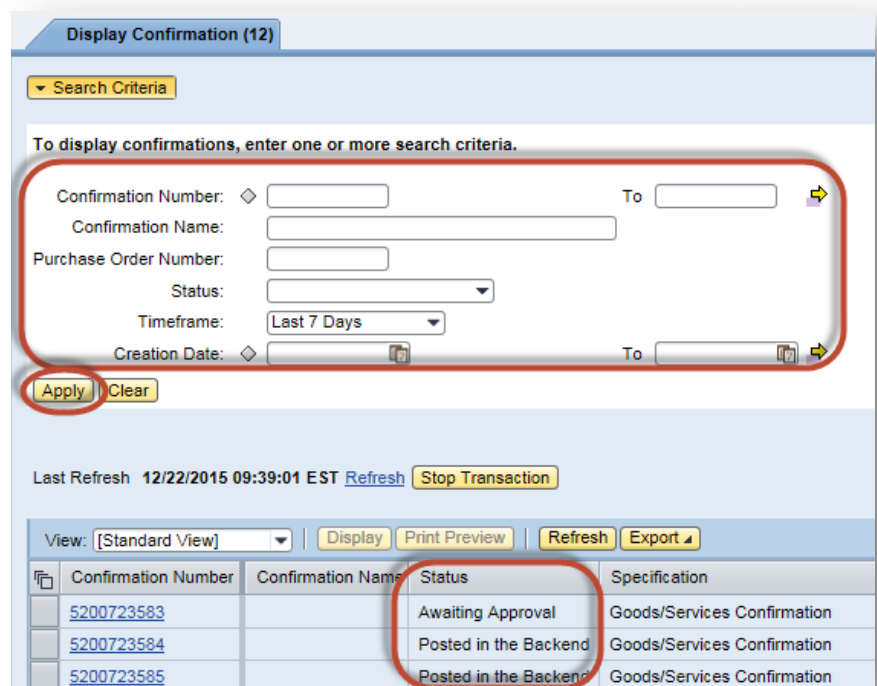 Display Confirmation (12)
Search Criteria
To display confirmations, enter one or more search criteria.
Confirmation Number: To
Confirmation Name:
Purchase Order Number:
Status:
Timeframe: Last 7 Days
Creation Date: To
Apply Clear
Last Refresh 12/22/2015 09:39:01 EST Refresh Stop Transaction
View: [Standard View] Display Print Preview Refresh Export
Confirmation Number Confirmation Name Status Specification
5200723583 Awaiting Approval Goods/Services Confirmation
5200723584 Posted in the Backend Goods/Services Confirmation
5200723585 Posted in the Backend Goods/Services Confirmation